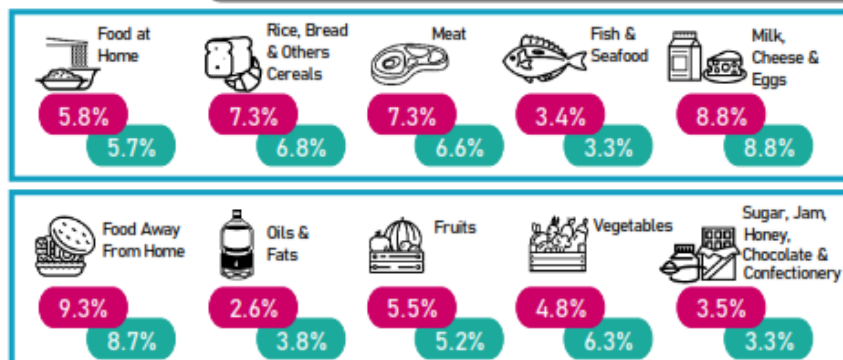 Food at
Home
5.8%
5.7%
Rice, Bread
& Others
Cereals
7.3%
6.8%
Meat
7.3%
6.6%
Fish &
Seafood
3.4%
3.3%
Milk,
Cheese &
Eggs
8.8%
8.8%
Food Away
From Home
9.3%
8.7%
Oils &
Fats
2.6%
3.8%
Fruits
5.5%
5.2%
Vegetables
4.8%
6.3%
Sugar, Jam,
Honey,
Chocolate &
Confectionery
3.5%
3.3%